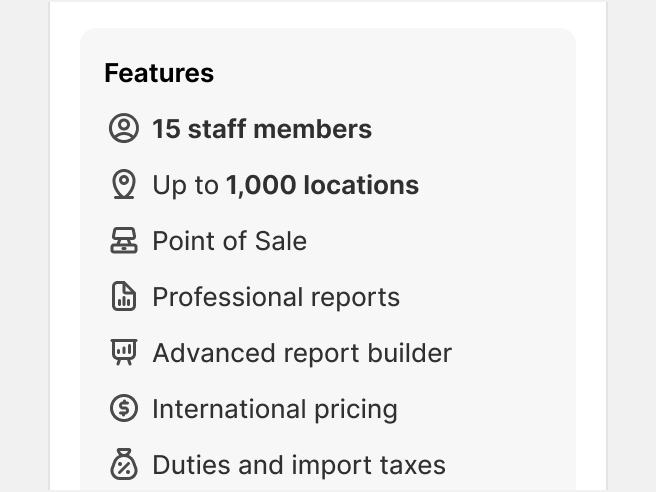 Features
15 staff members
Up to 1,000 locations
Point of Sale
Professional reports
Advanced report builder
International pricing
Duties and import taxes